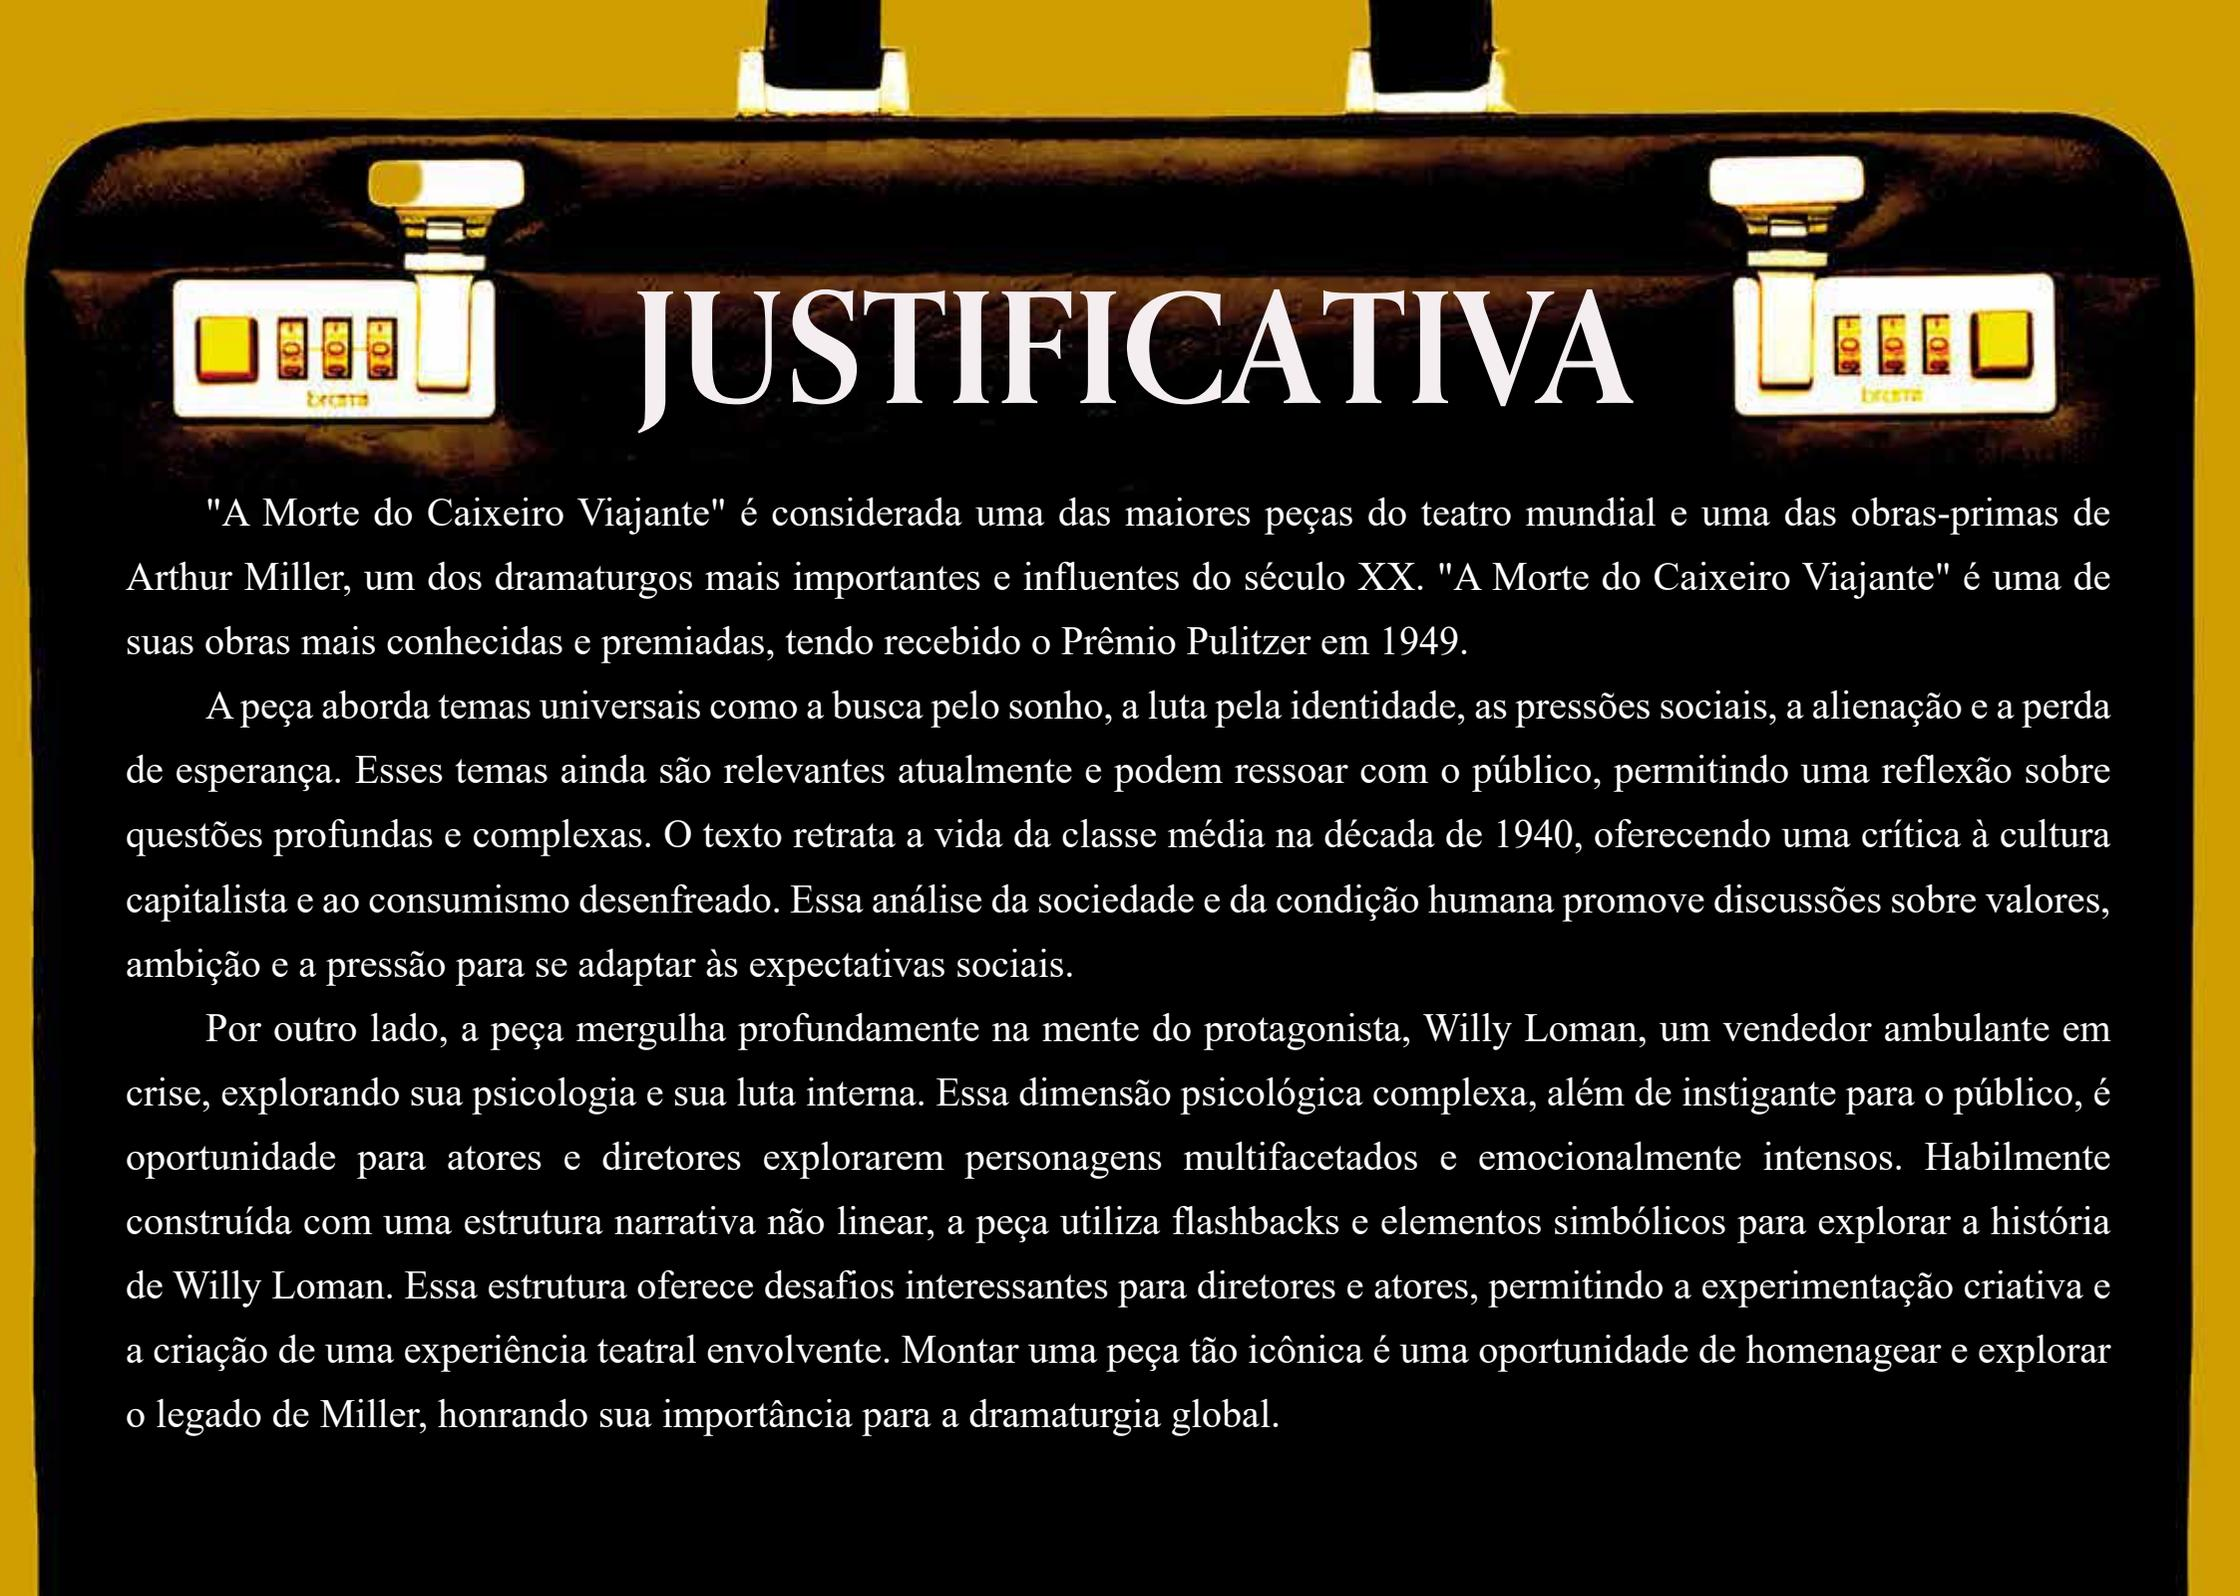 JUSTIFICATIVA
"A Morte do Caixeiro Viajante" é considerada uma das maiores peças do teatro mundial e uma das obras-primas de
Arthur Miller, um dos dramaturgos mais importantes e influentes do século XX. "A Morte do Caixeiro Viajante" é uma de
suas obras mais conhecidas e premiadas, tendo recebido o Prêmio Pulitzer em 1949.
A peça aborda temas universais como a busca pelo sonho, a luta pela identidade, as pressões sociais, a alienação e a perda
de esperança. Esses temas ainda são relevantes atualmente e podem ressoar com o público, permitindo uma reflexão sobre
questões profundas e complexas. O texto retrata a vida da classe média na década de 1940, oferecendo uma crítica à cultura
capitalista e ao consumismo desenfreado. Essa análise da sociedade e da condição humana promove discussões sobre valores,
ambição e a pressão para se adaptar às expectativas sociais.
Por outro lado, a peça mergulha profundamente na mente do protagonista, Willy Loman, um vendedor ambulante em
crise, explorando sua psicologia e sua luta interna. Essa dimensão psicológica complexa, além de instigante para o público, é
oportunidade para atores e diretores explorarem personagens multifacetados e emocionalmente intensos. Habilmente
construída com uma estrutura narrativa não linear, a peça utiliza flashbacks e elementos simbólicos para explorar a história
de Willy Loman. Essa estrutura oferece desafios interessantes para diretores e atores, permitindo a experimentação criativa e
a criação de uma experiência teatral envolvente. Montar uma peça tão icônica é uma oportunidade de homenagear e explorar
o legado de Miller, honrando sua importância para a dramaturgia global.